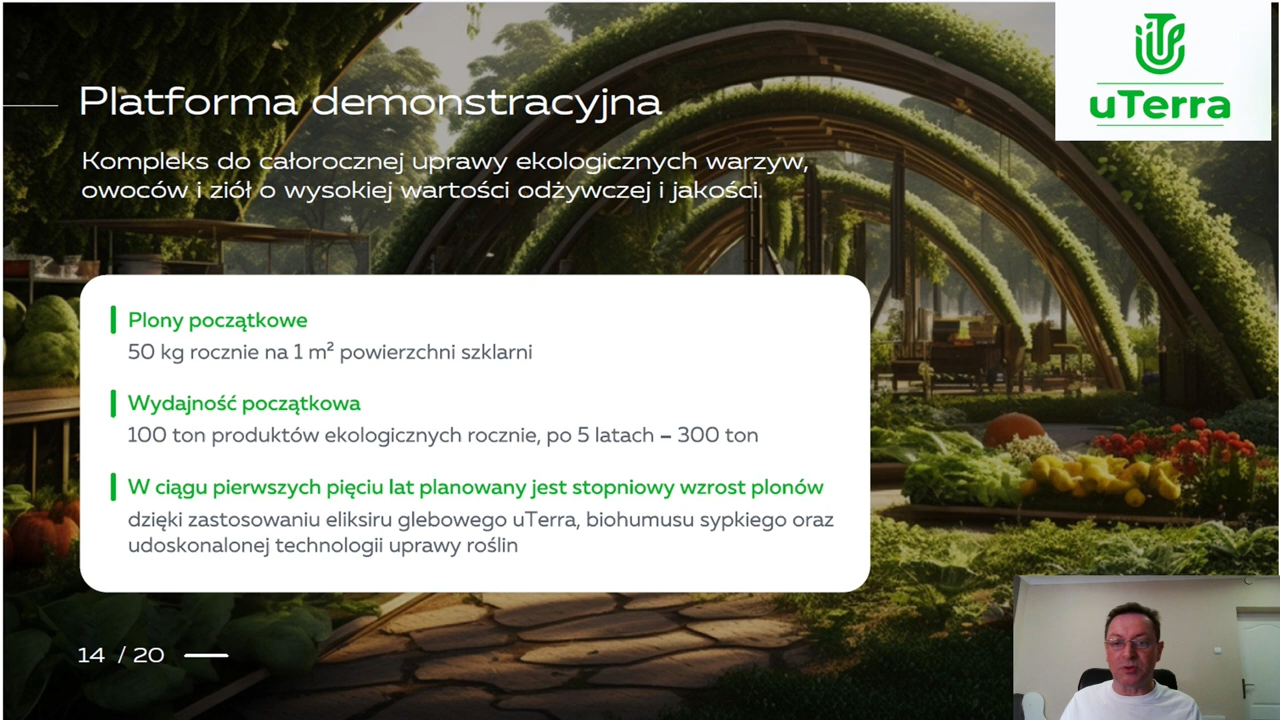 uTerra
Platforma demonstracyjna
Kompleks do całorocznej uprawy ekologicznych warzyw,
owoców i ziół o wysokiej wartości odżywczej i jakości.
Plony początkowe
50 kg rocznie na 1 m² powierzchni szklarni
Wydajność początkowa
100 ton produktów ekologicznych rocznie, po 5 latach – 300 ton
W ciągu pierwszych pięciu lat planowany jest stopniowy wzrost plonów
dzięki zastosowaniu eliksiru glebowego uTerra, biohumusu sypkiego oraz
udoskonalonej technologii uprawy roślin
14 / 20